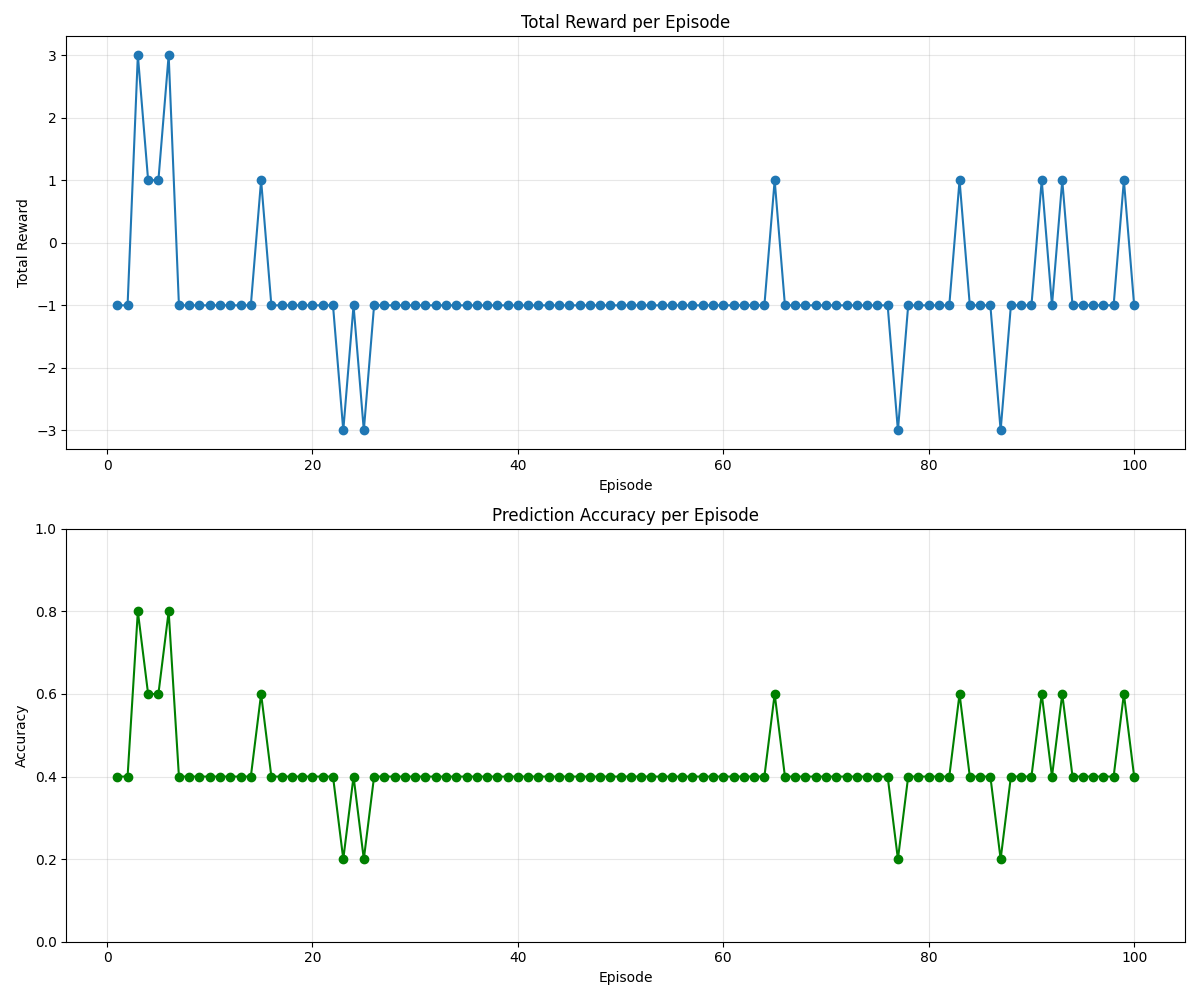 Total Reward per Episode
3
2
1
0
−1
−2
−3
Total Reward
0 20 40 60 80 100
Episode
Prediction Accuracy per Episode
1.0
0.8
0.6
0.4
0.2
0.0
Accuracy
0 20 40 60 80 100
Episode